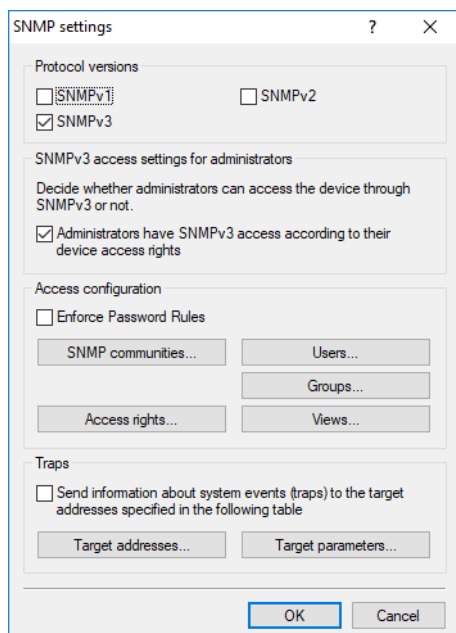 SNMP settings ?
Protocol versions
SNMPv1 SNMPv2
SNMPv3
SNMPv3 access settings for administrators
Decide whether administrators can access the device through
SNMPv3 or not.
Administrators have SNMPv3 access according to their
device access rights
Access configuration
Enforce Password Rules
SNMP communities... Users...
Groups...
Access rights... Views...
Traps
Send information about system events (traps) to the target
addresses specified in the following table
Target addresses... Target parameters...
OK Cancel